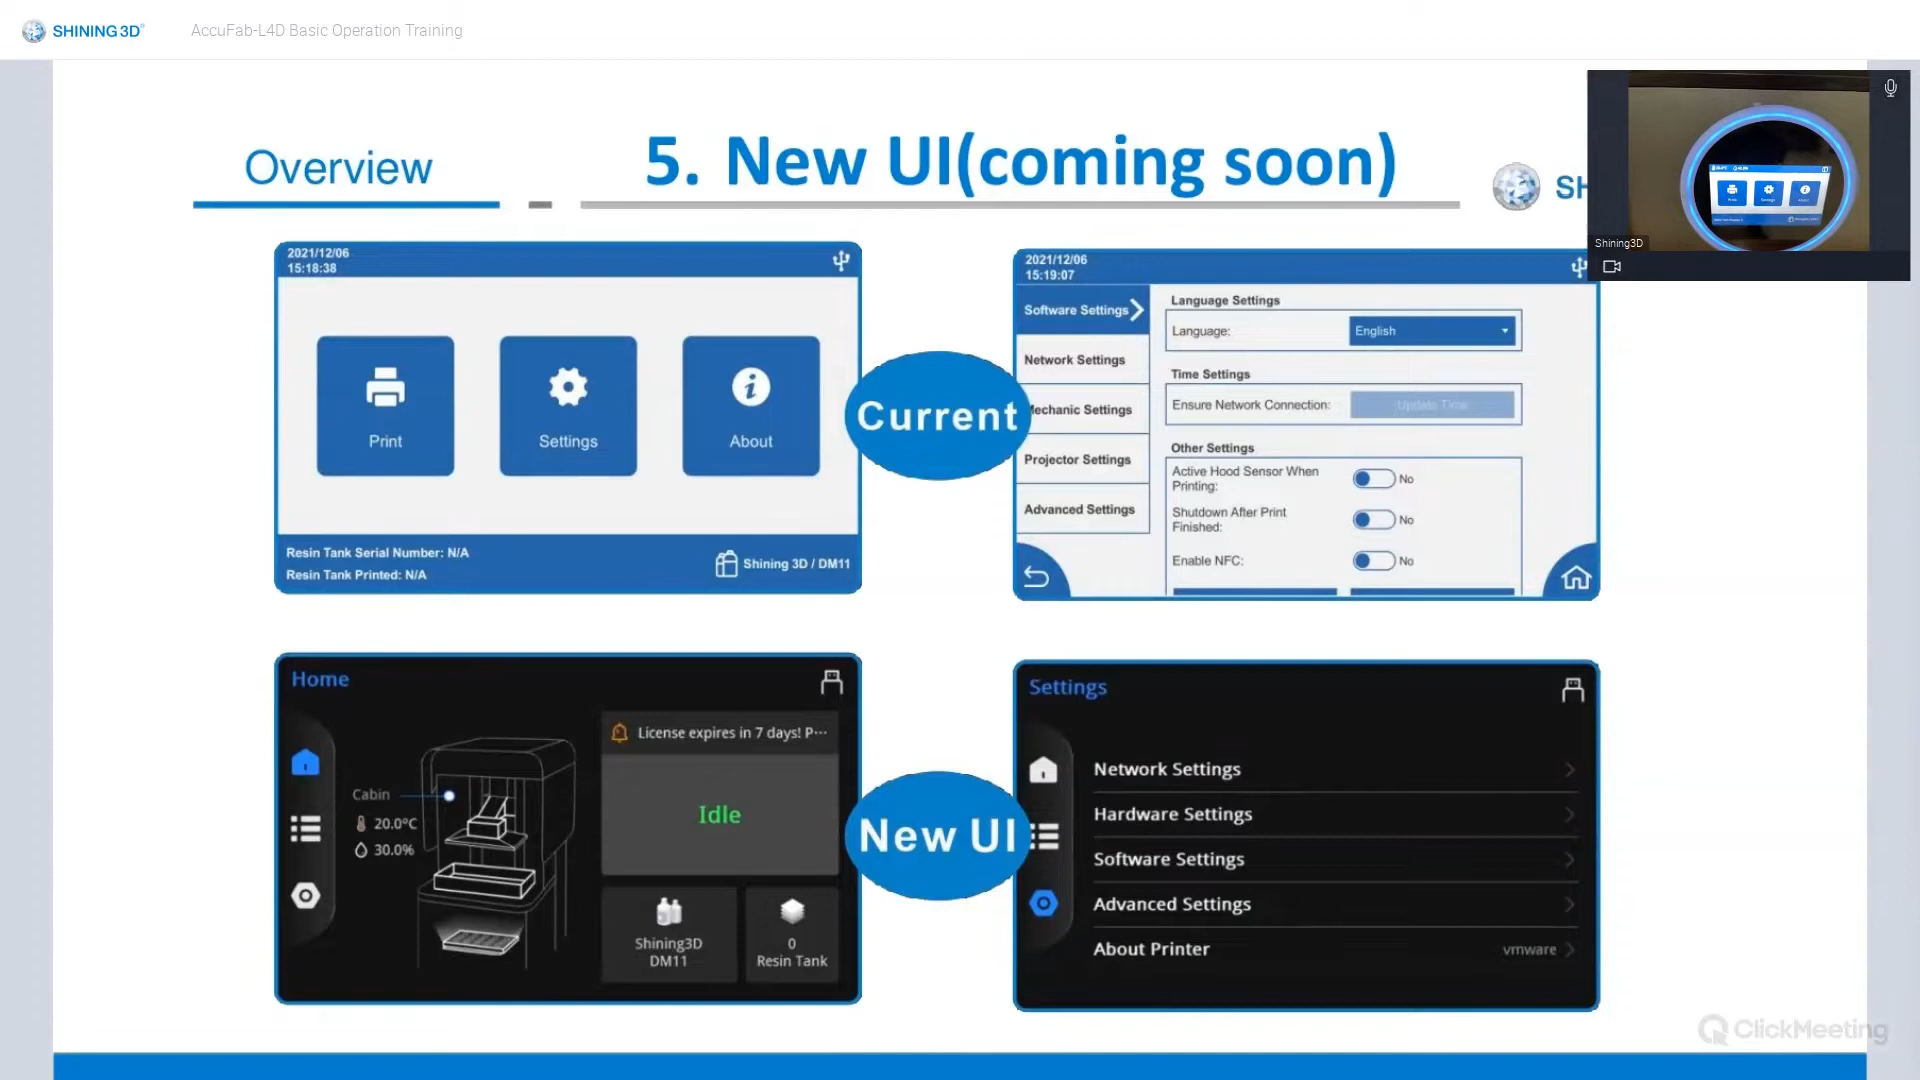 SHINING 3D
AccuFab-L4D Basic Operation Training
Overview
5. New UI(coming soon)
SH
Shining3D
2021/12/06
15:18:38
Print
Settings
About
Resin Tank Serial Number: N/A
Resin Tank Printed: N/A
Shining 3D / DM11
Current
2021/12/06
15:19:07
Software Settings
Network Settings
Mechanic Settings
Projector Settings
Advanced Settings
Language Settings
Language:
English
Time Settings
Ensure Network Connection:
Update Time
Other Settings
Active Hood Sensor When
Printing:
No
Shutdown After Print
Finished:
No
Enable NFC:
No
Home
Cabin
20.0°C
30.0%
License expires in 7 days! P···
Idle
Shining3D
DM11
0
Resin Tank
New UI
Settings
Network Settings
Hardware Settings
Software Settings
Advanced Settings
About Printer
vmware
ClickMeeting